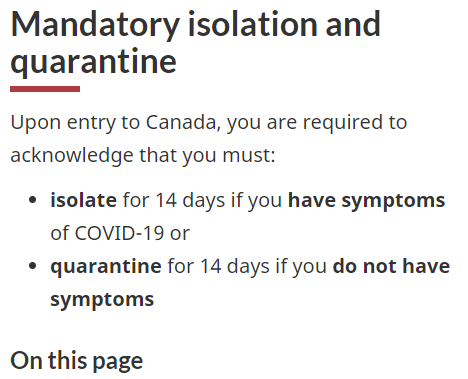 Mandatory isolation and
quarantine
Upon entry to Canada, you are required to
acknowledge that you must:
• isolate for 14 days if you have symptoms
of COVID-19 or
• quarantine for 14 days if you do not have
symptoms
On this page